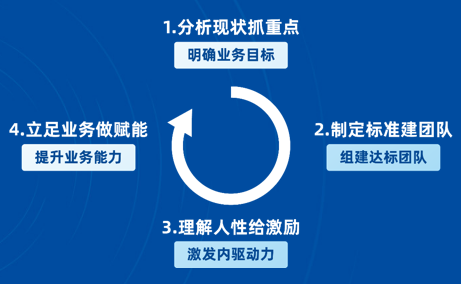 1.分析现状抓重点
明确业务目标
2.制定标准建团队
组建达标团队
3.理解人性给激励
激发内驱动力
4.立足业务做赋能
提升业务能力